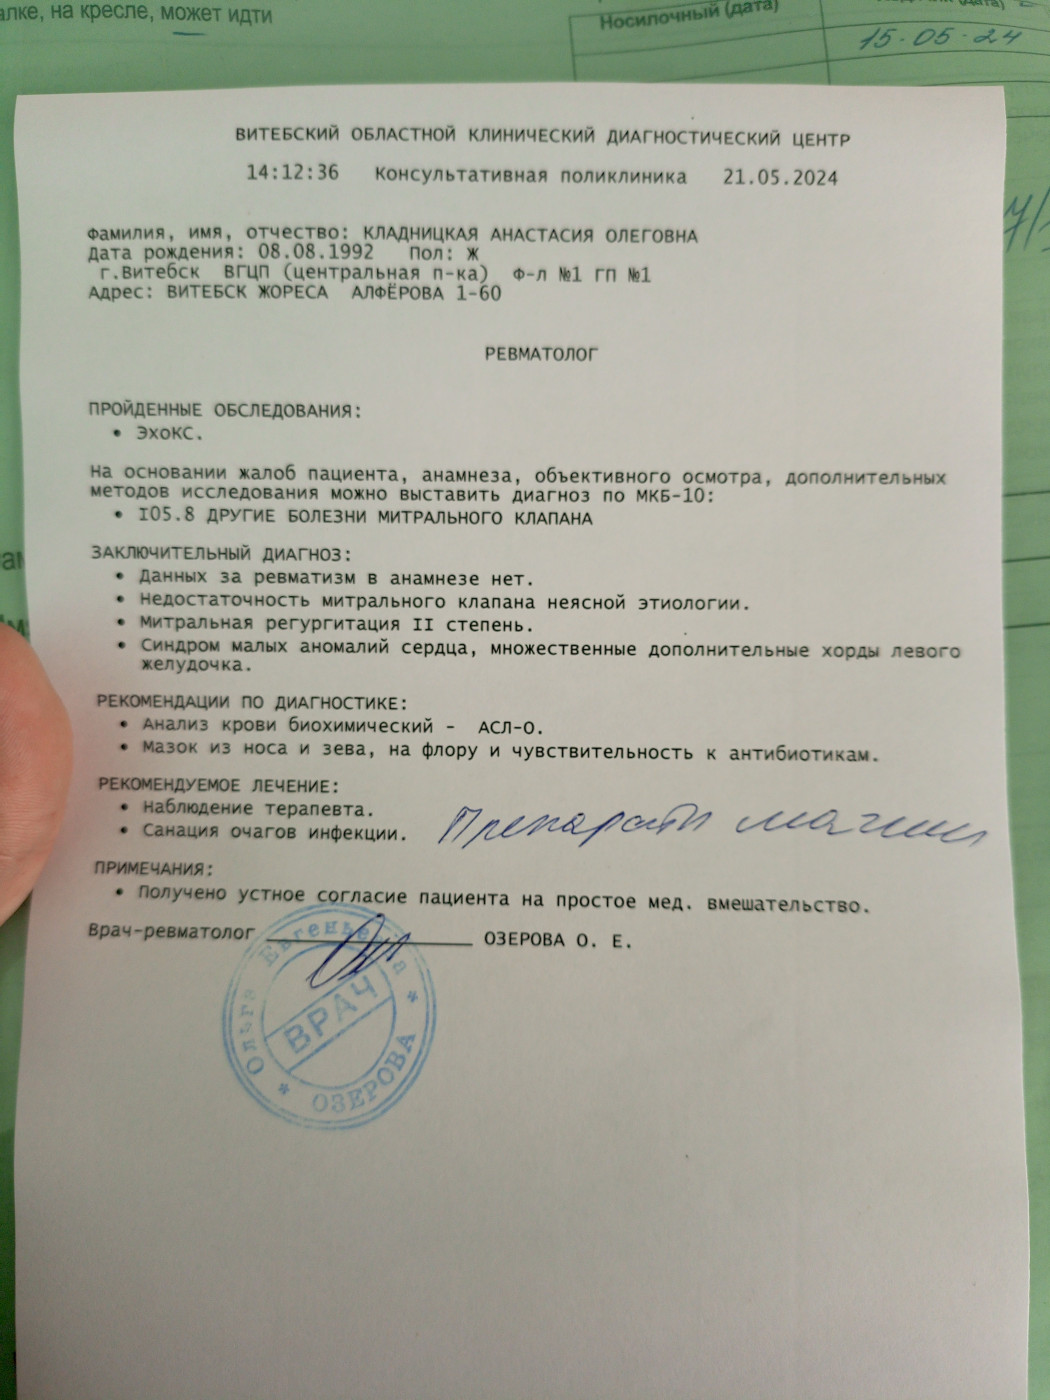 алке, на кресле, может идти
Носилочный (дата)
15.05.24
ВИТЕБСКИЙ ОБЛАСТНОЙ КЛИНИЧЕСКИЙ ДИАГНОСТИЧЕСКИЙ ЦЕНТР
14:12:36 Консультативная поликлиника 21.05.2024
Фамилия, имя, отчество: КЛАДНИЦКАЯ АНАСТАСИЯ ОЛЕГОВНА
Дата рождения: 08.08.1992 Пол: Ж
г.Витебск ВГЦП (центральная п-ка) Ф-л №1 ГП №1
Адрес: ВИТЕБСК ЖОРЕСА АЛФЁРОВА 1-60
РЕВМАТОЛОГ
ПРОЙДЕННЫЕ ОБСЛЕДОВАНИЯ:
• ЭхоКС.
На основании жалоб пациента, анамнеза, объективного осмотра, дополнительных
методов исследования можно выставить диагноз по МКБ-10:
• I05.8 ДРУГИЕ БОЛЕЗНИ МИТРАЛЬНОГО КЛАПАНА
ЗАКЛЮЧИТЕЛЬНЫЙ ДИАГНОЗ:
• Данных за ревматизм в анамнезе нет.
• Недостаточность митрального клапана неясной этиологии.
• Митральная регургитация II степень.
• Синдром малых аномалий сердца, множественные дополнительные хорды левого
желудочка.
РЕКОМЕНДАЦИИ ПО ДИАГНОСТИКЕ:
• Анализ крови биохимический - АСЛ-О.
• Мазок из носа и зева, на флору и чувствительность к антибиотикам.
РЕКОМЕНДУЕМОЕ ЛЕЧЕНИЕ:
• Наблюдение терапевта.
• Санация очагов инфекции. Препараты магния
ПРИМЕЧАНИЯ:
• Получено устное согласие пациента на простое мед. вмешательство.
Врач-ревматолог ОЗЕРОВА О. Е.
Ольга Евгеньевна
ВРАЧ
* ОЗЕРОВА *